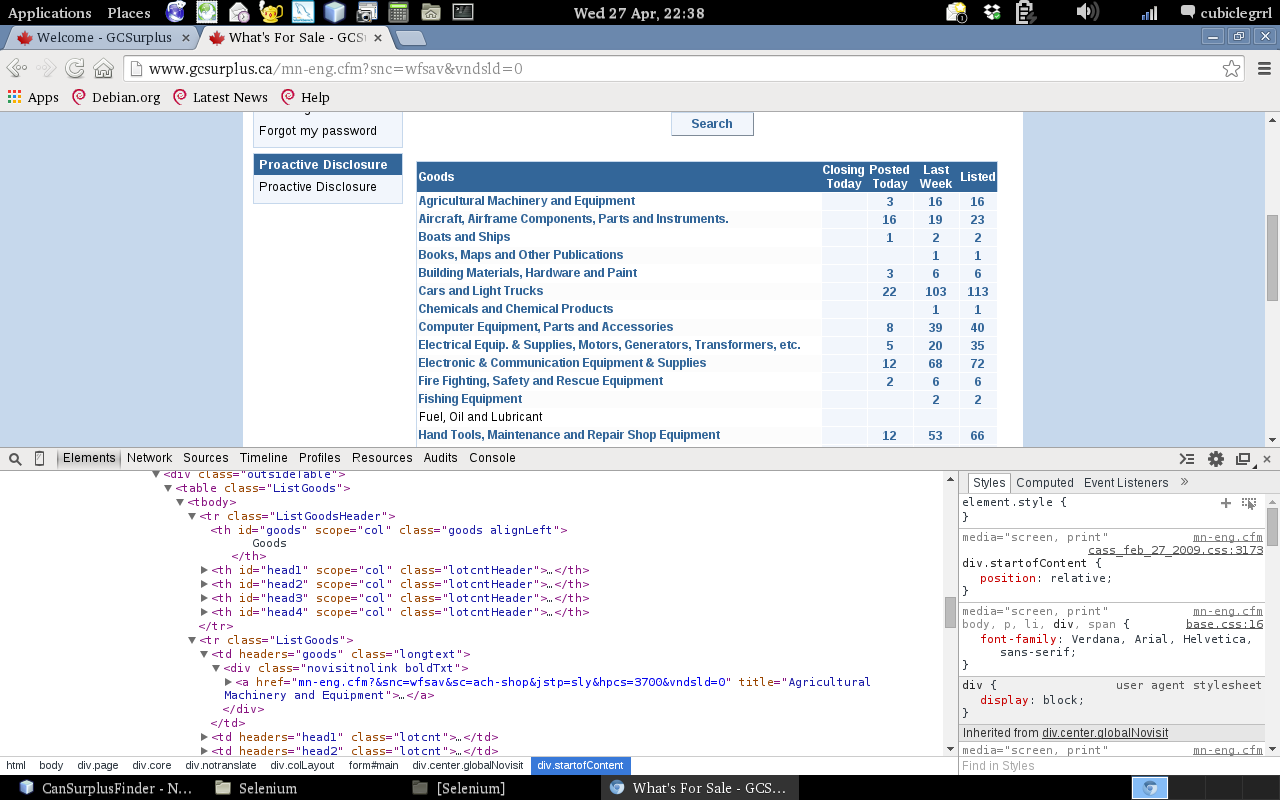 Applications Places Wed 27 Apr, 22:38 cubiclegrrl
Welcome - GCSurplus × What's For Sale - GCS ×
www.gcsurplus.ca/mn-eng.cfm?snc=wfsav&vndsld=0
Apps Debian.org Latest News Help
Forgot my password
Search
Proactive Disclosure
Proactive Disclosure
Goods Closing Today Posted Today Last Week Listed
Agricultural Machinery and Equipment 3 16 16
Aircraft, Airframe Components, Parts and Instruments. 16 19 23
Boats and Ships 1 2 2
Books, Maps and Other Publications 1 1
Building Materials, Hardware and Paint 3 6 6
Cars and Light Trucks 22 103 113
Chemicals and Chemical Products 1 1
Computer Equipment, Parts and Accessories 8 39 40
Electrical Equip. & Supplies, Motors, Generators, Transformers, etc. 5 20 35
Electronic & Communication Equipment & Supplies 12 68 72
Fire Fighting, Safety and Rescue Equipment 2 6 6
Fishing Equipment 2 2
Fuel, Oil and Lubricant
Hand Tools, Maintenance and Repair Shop Equipment 12 53 66
Elements Network Sources Timeline Profiles Resources Audits Console
<div class="outsideTable">
<table class="ListGoods">
<tbody>
<tr class="ListGoodsHeader">
<th id="goods" scope="col" class="goods alignLeft">
Goods
</th>
<th id="head1" scope="col" class="lotcntHeader">…</th>
<th id="head2" scope="col" class="lotcntHeader">…</th>
<th id="head3" scope="col" class="lotcntHeader">…</th>
<th id="head4" scope="col" class="lotcntHeader">…</th>
</tr>
<tr class="ListGoods">
<td headers="goods" class="longtext">
<div class="novisitnolink boldTxt">
<a href="mn-eng.cfm?&snc=wfsav&sc=ach-shop&jstp=sly&hpcs=3700&vndsld=0" title="Agricultural
Machinery and Equipment">…</a>
</div>
</td>
<td headers="head1" class="lotcnt">…</td>
<td headers="head2" class="lotcnt">…</td>
Styles Computed Event Listeners »
element.style {
}
media="screen, print" mn-eng.cfm
cass_feb_27_2009.css:3173
div.startofContent {
position: relative;
}
media="screen, print" mn-eng.cfm
body, p, li, div, span { base.css:16
font-family: Verdana, Arial, Helvetica,
sans-serif;
}
div { user agent stylesheet
display: block;
}
Inherited from div.center.globalNovisit
media="screen, print" mn-eng.cfm
Find in Styles
html body div.page div.core div.notranslate div.colLayout form#main div.center.globalNovisit div.startofContent
CanSurplusFinder - N... Selenium [Selenium] What's For Sale - GCS...